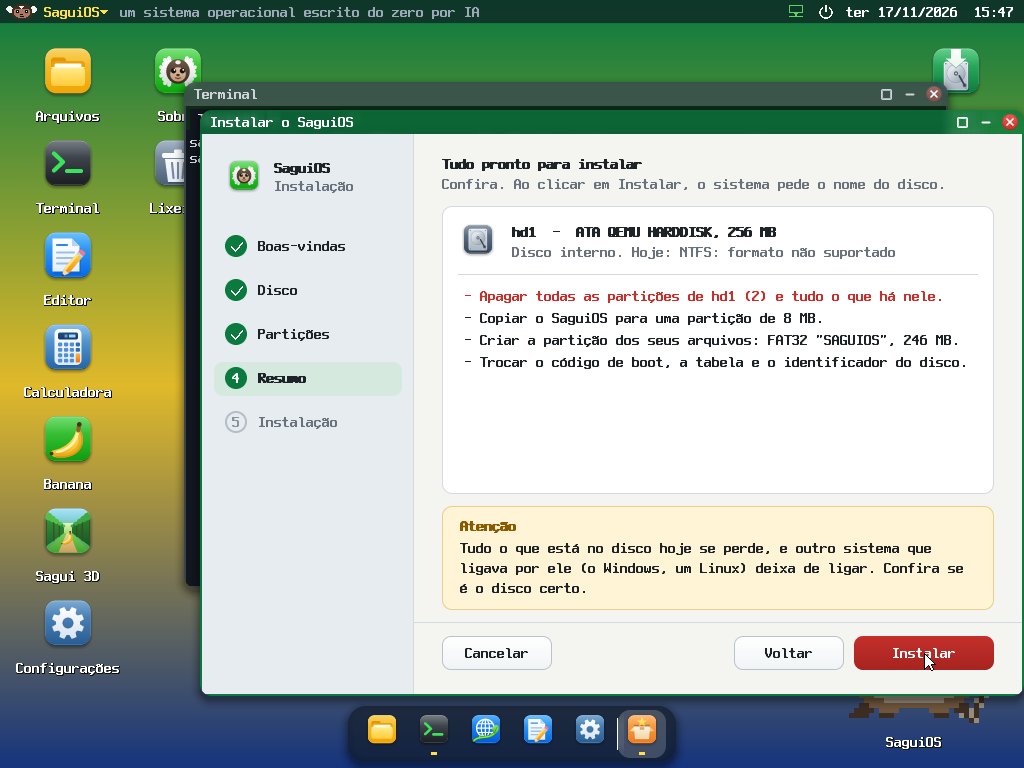 SaguiOS▾ um sistema operacional escrito do zero por IA
ter 17/11/2026 15:47
Arquivos
Terminal
Instalar o SaguiOS
Terminal
Editor
Calculadora
Banana
Sagui 3D
Configurações
SaguiOS
Instalação
Boas-vindas
Disco
Partições
4 Resumo
5 Instalação
Tudo pronto para instalar
Confira. Ao clicar em Instalar, o sistema pede o nome do disco.
hd1 - ATA QEMU HARDDISK, 256 MB
Disco interno. Hoje: NTFS: formato não suportado
- Apagar todas as partições de hd1 (2) e tudo o que há nele.
- Copiar o SaguiOS para uma partição de 8 MB.
- Criar a partição dos seus arquivos: FAT32 "SAGUIOS", 246 MB.
- Trocar o código de boot, a tabela e o identificador do disco.
Atenção
Tudo o que está no disco hoje se perde, e outro sistema que
ligava por ele (o Windows, um Linux) deixa de ligar. Confira se
é o disco certo.
Cancelar
Voltar
Instalar
SaguiOS